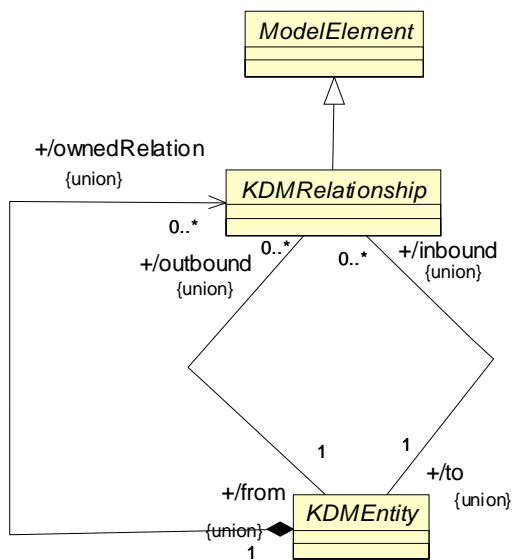 ModelElement
+/ownedRelation
{union}
KDMRelationship
0..*
0..*
0..*
+/outbound
+/inbound
{union}
{union}
1
1
+/from
+/to
{union}
{union}
KDMEntity
1